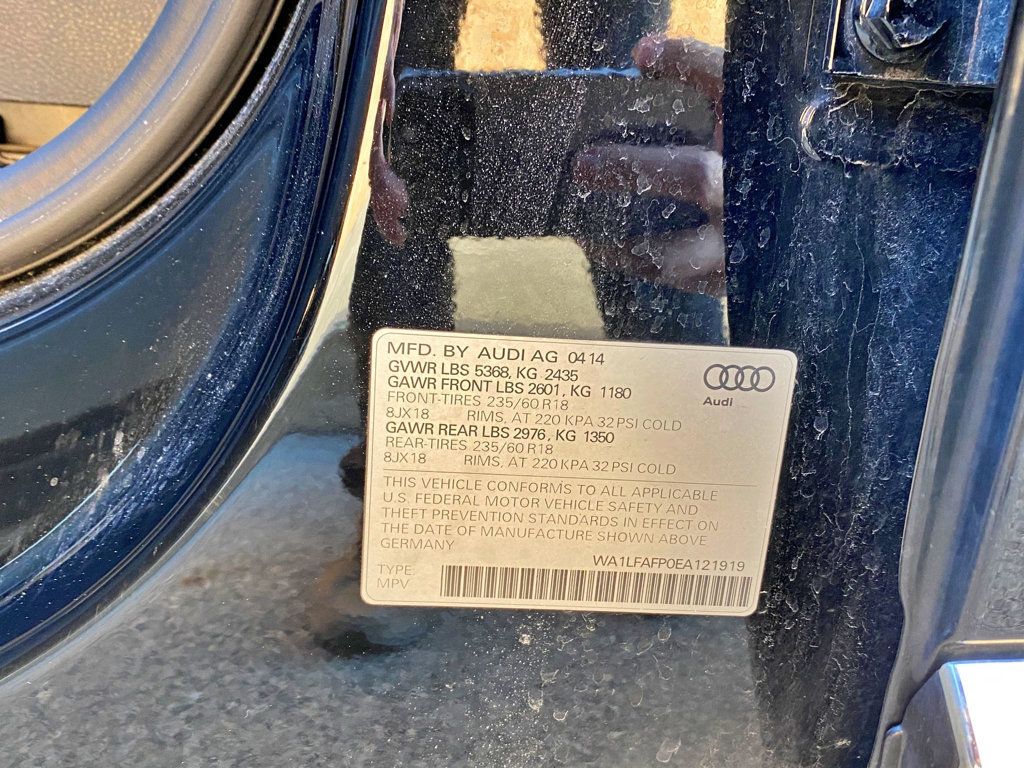 MFD. BY AUDI AG 0414
GVWR LBS 5368, KG 2435
GAWR FRONT LBS 2601, KG 1180
FRONT-TIRES 235/60 R18
8JX18 RIMS, AT 220 KPA 32 PSI COLD
GAWR REAR LBS 2976, KG 1350
REAR-TIRES 235/60 R18
8JX18 RIMS, AT 220 KPA 32 PSI COLD
Audi
THIS VEHICLE CONFORMS TO ALL APPLICABLE
U.S. FEDERAL MOTOR VEHICLE SAFETY AND
THEFT PREVENTION STANDARDS IN EFFECT ON
THE DATE OF MANUFACTURE SHOWN ABOVE
GERMANY
WA1LFAFP0EA121919
TYPE
MPV